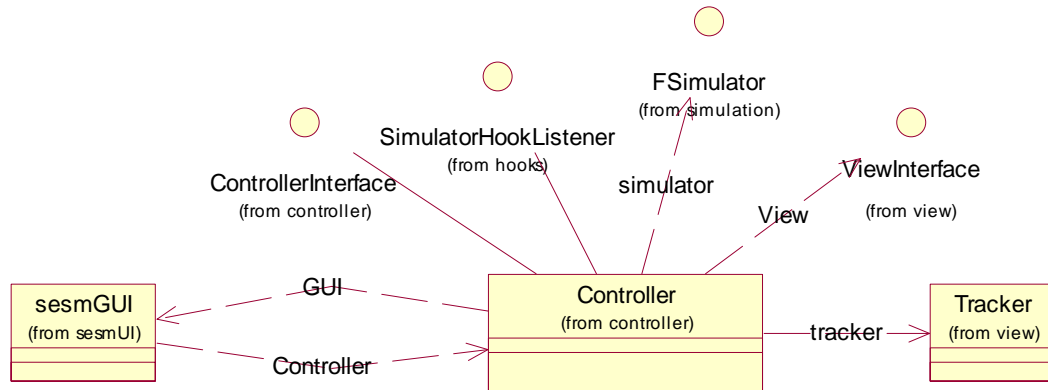 FSimulator
(from simulation)
SimulatorHookListener
(from hooks)
ControllerInterface
(from controller)
ViewInterface
(from view)
simulator
View
GUI
Controller
sesmGUI
(from sesmUI)
Controller
(from controller)
tracker
Tracker
(from view)